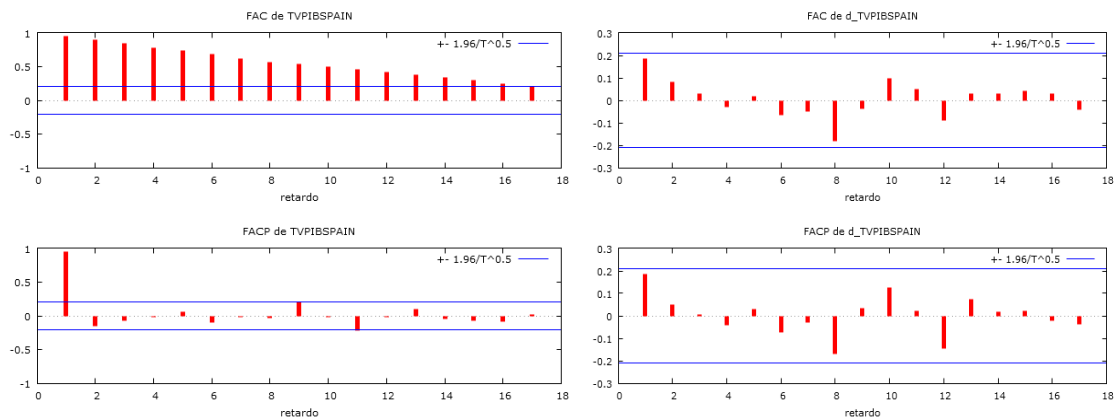 FAC de TVPIBSPAIN
+- 1.96/T^0.5
1
0.5
0
-0.5
-1
0 2 4 6 8 10 12 14 16 18
retardo
FACP de TVPIBSPAIN
+- 1.96/T^0.5
1
0.5
0
-0.5
-1
0 2 4 6 8 10 12 14 16 18
retardo
FAC de d_TVPIBSPAIN
+- 1.96/T^0.5
0.3
0.2
0.1
0
-0.1
-0.2
-0.3
0 2 4 6 8 10 12 14 16 18
retardo
FACP de d_TVPIBSPAIN
+- 1.96/T^0.5
0.3
0.2
0.1
0
-0.1
-0.2
-0.3
0 2 4 6 8 10 12 14 16 18
retardo